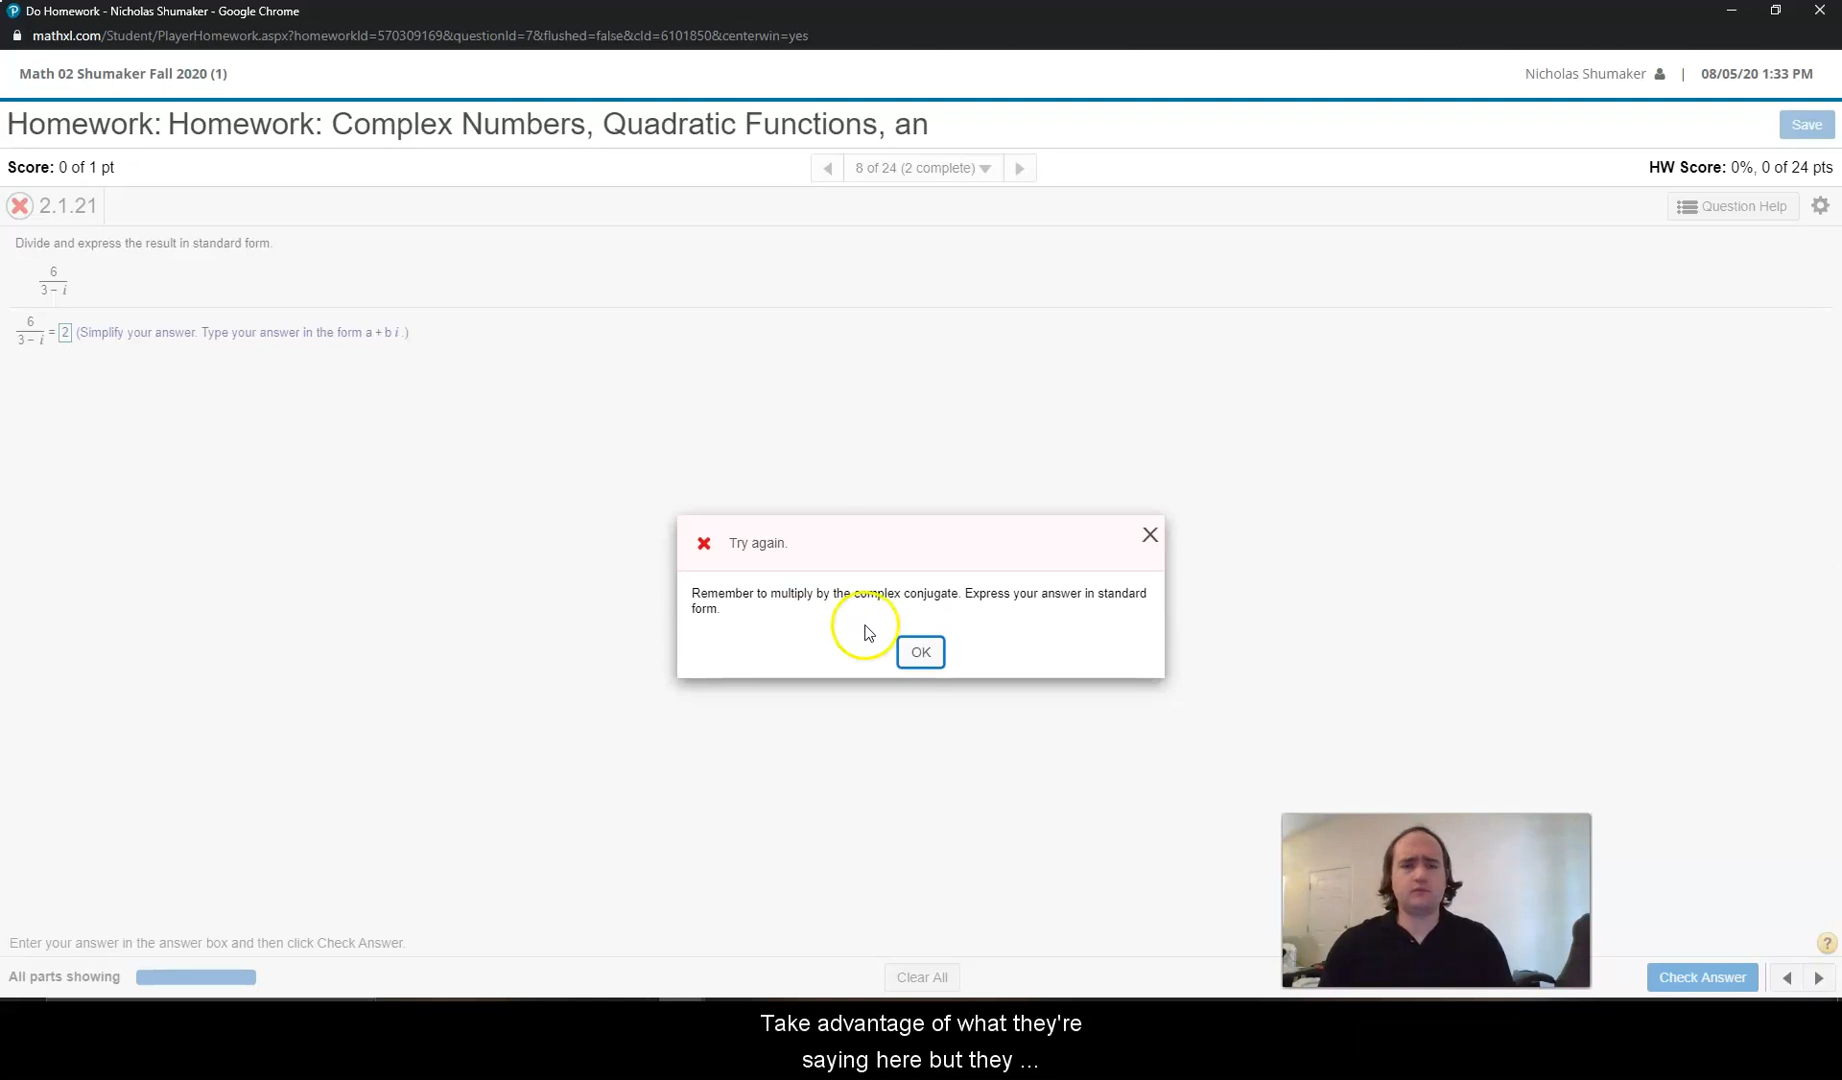 Do Homework - Nicholas Shumaker - Google Chrome
mathxl.com/Student/PlayerHomework.aspx?homeworkId=570309169&questionId=7&flushed=false&cId=6101850&centerwin=yes
Math 02 Shumaker Fall 2020 (1)
Nicholas Shumaker | 08/05/20 1:33 PM
Homework: Homework: Complex Numbers, Quadratic Functions, an
Save
Score: 0 of 1 pt
8 of 24 (2 complete)
HW Score: 0%, 0 of 24 pts
2.1.21
Question Help
Divide and express the result in standard form.
6
3 − i
6
3 − i = 2 (Simplify your answer. Type your answer in the form a + b i .)
Try again.
Remember to multiply by the complex conjugate. Express your answer in standard
form.
OK
Enter your answer in the answer box and then click Check Answer.
?
All parts showing
Clear All
Check Answer
Take advantage of what they're
saying here but they ...